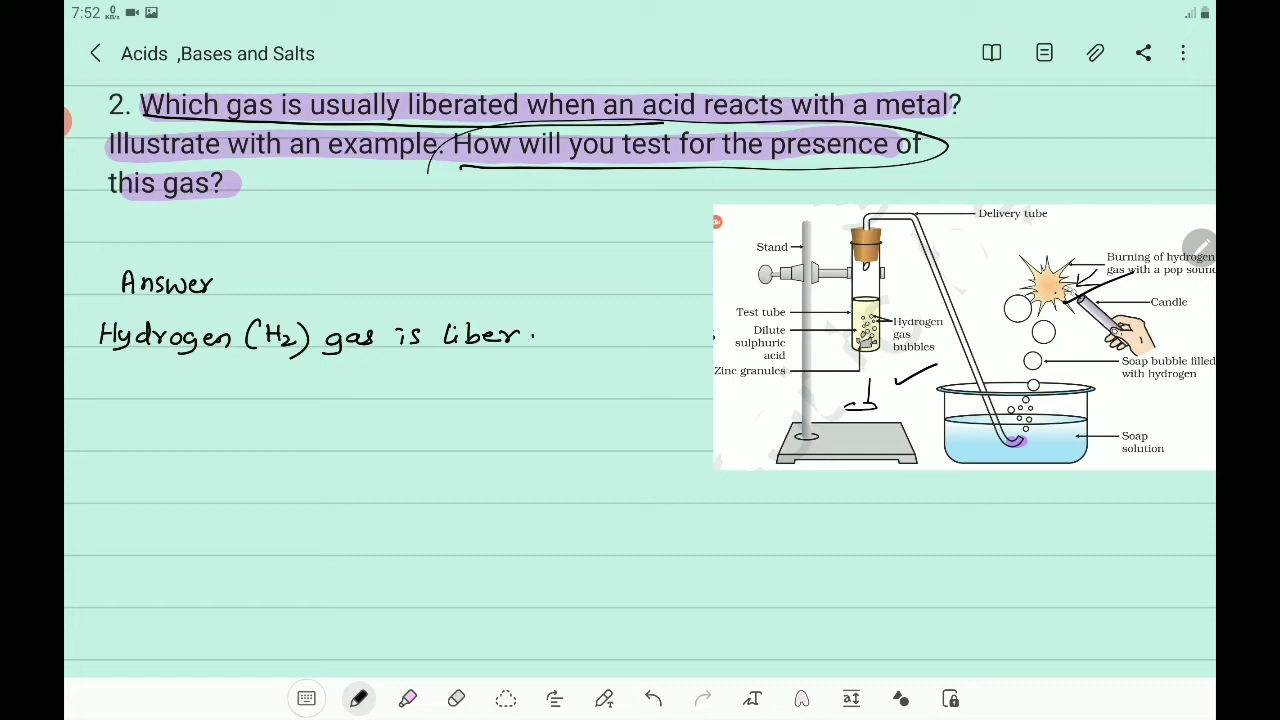 7:52 0 KB/s
Acids ,Bases and Salts
2. Which gas is usually liberated when an acid reacts with a metal?
Illustrate with an example. How will you test for the presence of
this gas?
Answer
Hydrogen (H₂) gas is liber
Delivery tube
Stand
Burning of hydrogen
gas with a pop sound
Candle
Test tube
Dilute
sulphuric
acid
Hydrogen
gas
bubbles
Zinc granules
Soap bubble filled
with hydrogen
Soap
solution